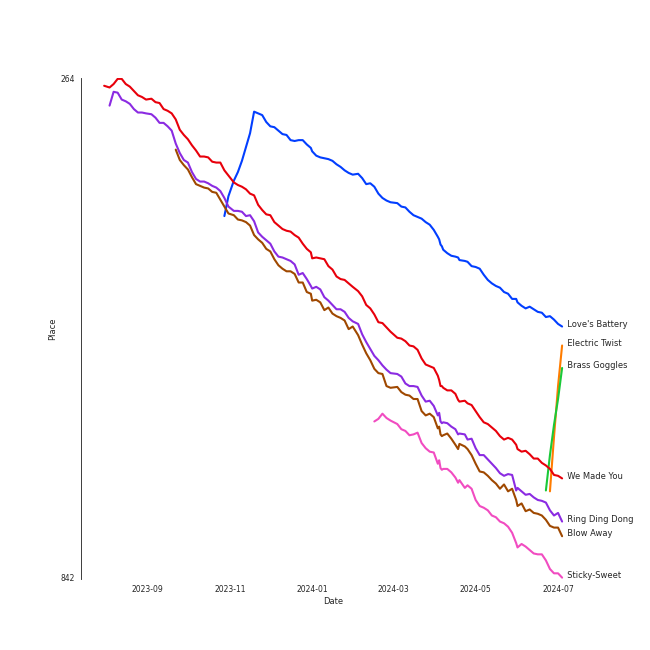 264
Love's Battery
Electric Twist
Place
Brass Goggles
We Made You
Ring Ding Dong
Blow Away
Sticky-Sweet
842
2023-09 2023-11 2024-01 2024-03 2024-05 2024-07
Date